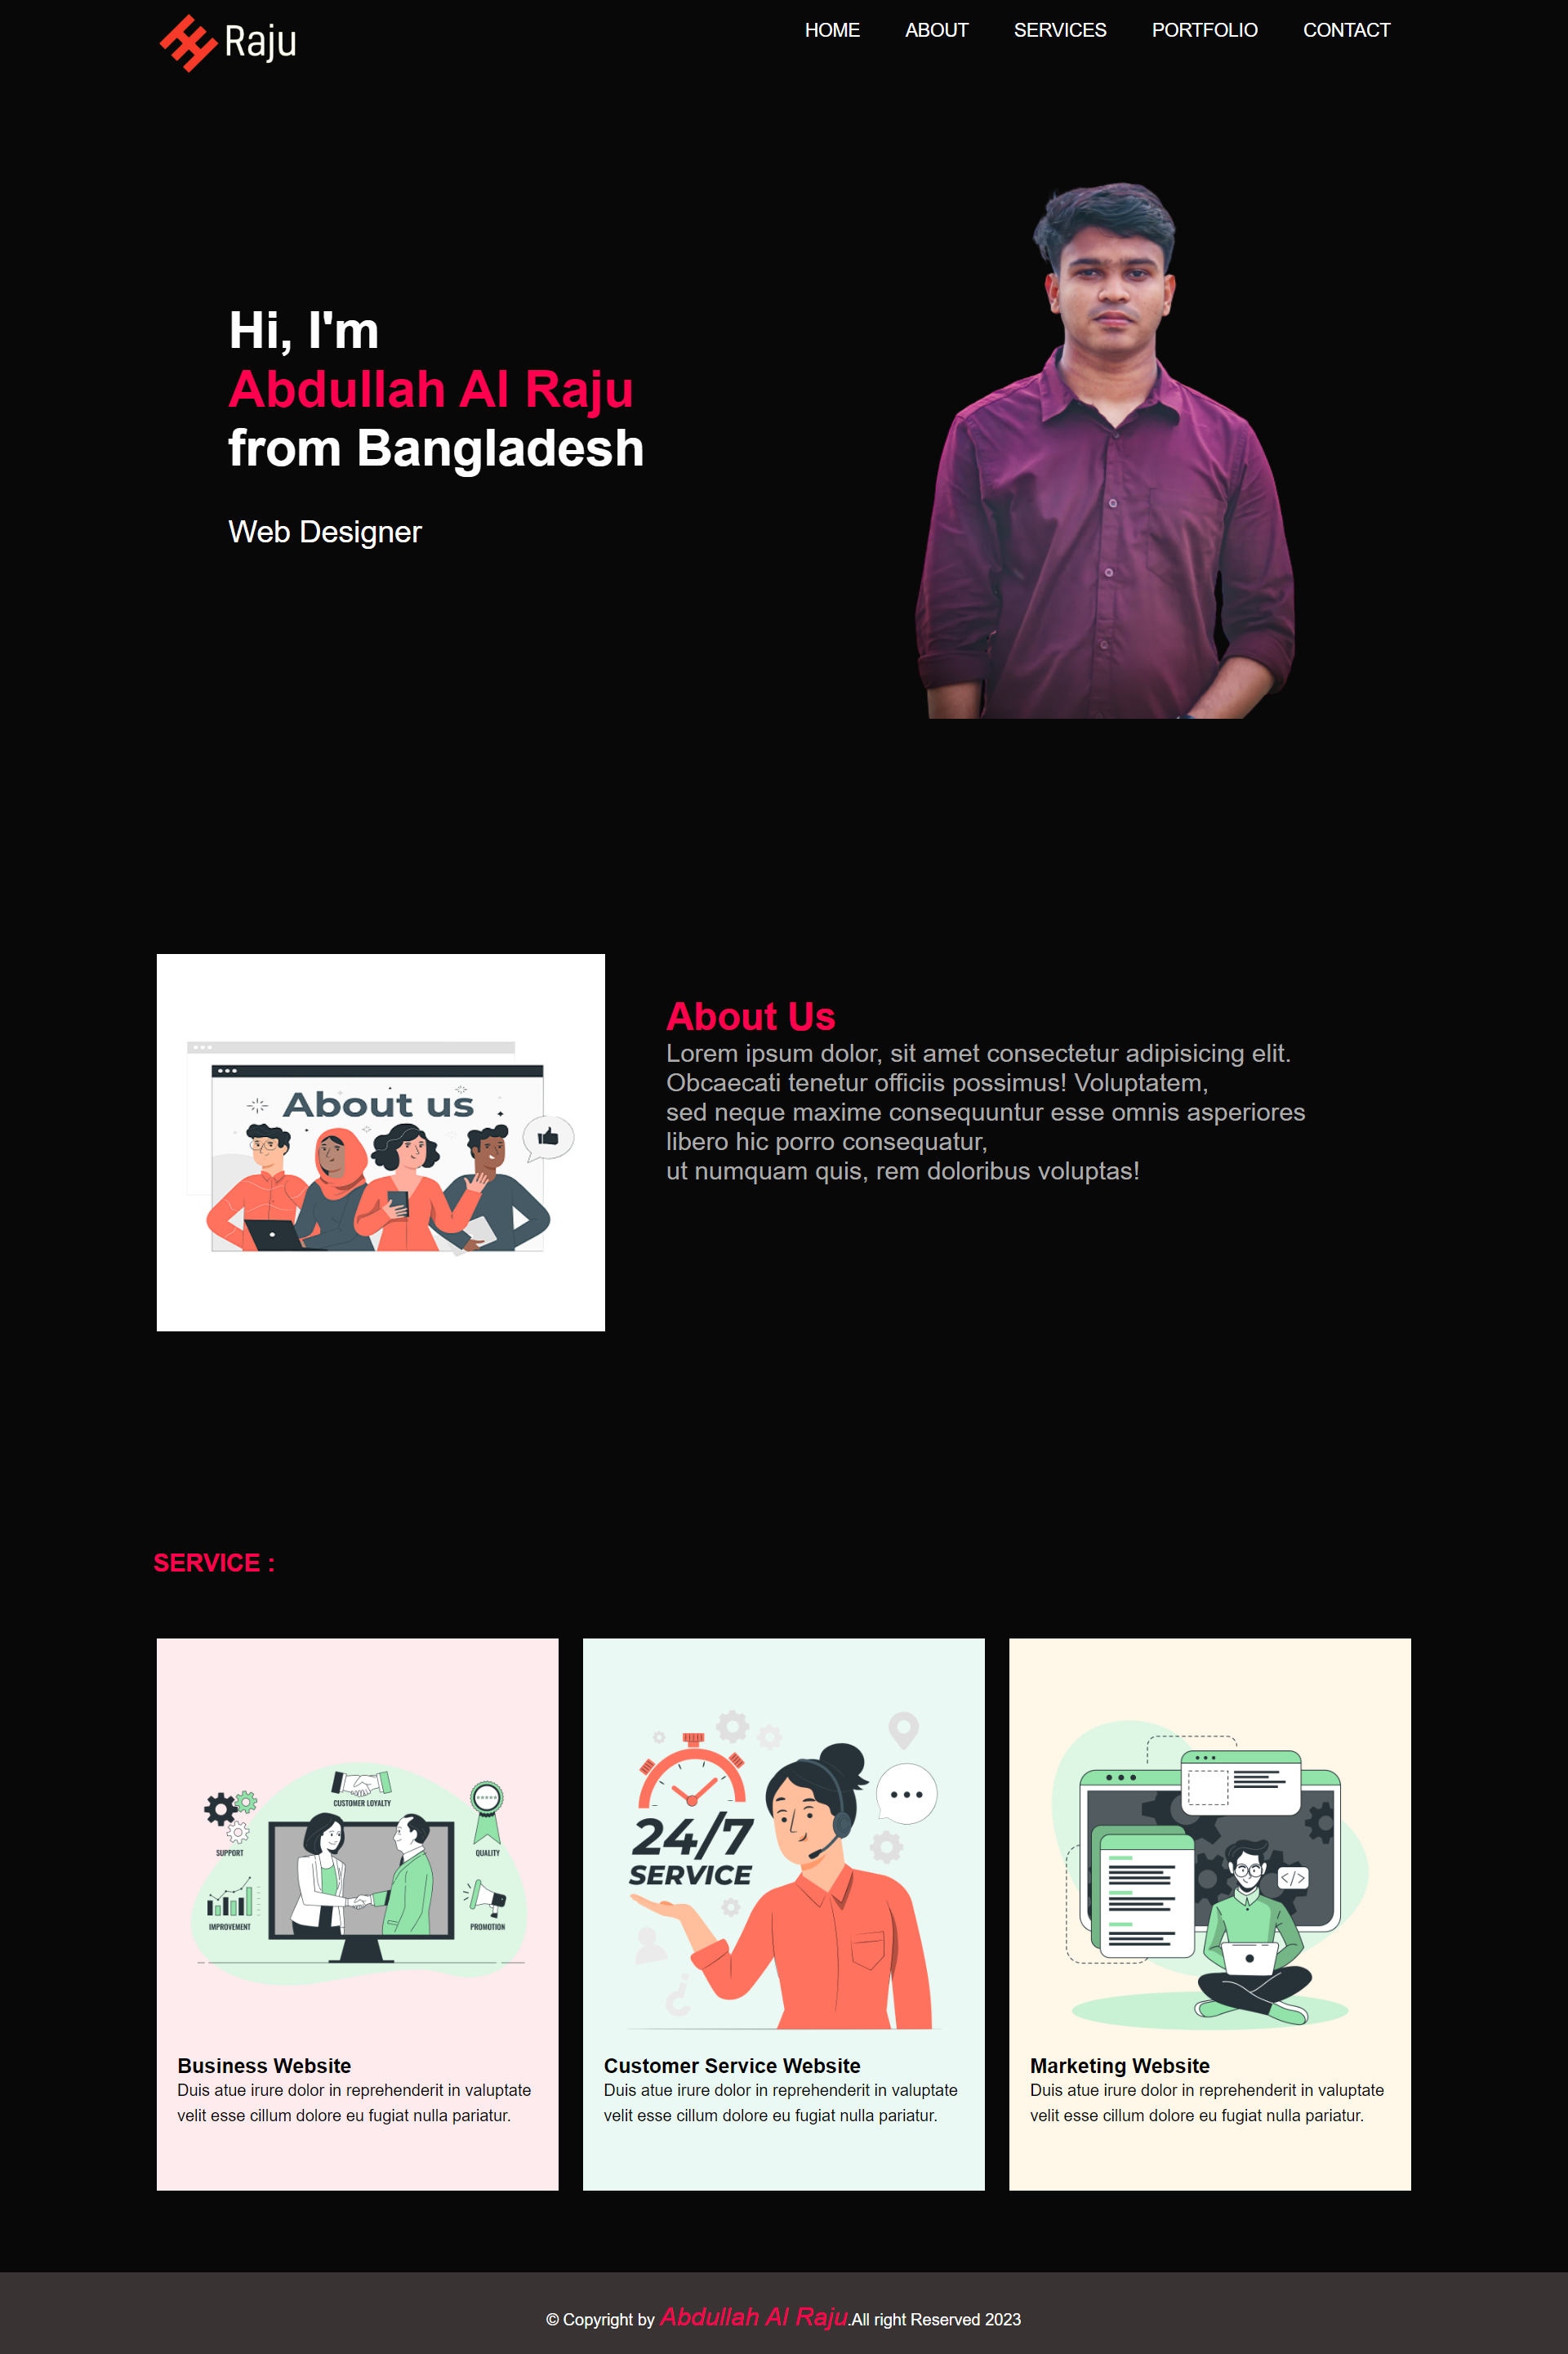 Raju
HOME ABOUT SERVICES PORTFOLIO CONTACT
Hi, I'm
Abdullah Al Raju
from Bangladesh
Web Designer
About us
About Us
Lorem ipsum dolor, sit amet consectetur adipisicing elit.
Obcaecati tenetur officiis possimus! Voluptatem,
sed neque maxime consequuntur esse omnis asperiores
libero hic porro consequatur,
ut numquam quis, rem doloribus voluptas!
SERVICE :
CUSTOMER LOYALTY
SUPPORT
QUALITY
IMPROVEMENT
PROMOTION
Business Website
Duis atue irure dolor in reprehenderit in valuptate
velit esse cillum dolore eu fugiat nulla pariatur.
24/7
SERVICE
Customer Service Website
Duis atue irure dolor in reprehenderit in valuptate
velit esse cillum dolore eu fugiat nulla pariatur.
</>
Marketing Website
Duis atue irure dolor in reprehenderit in valuptate
velit esse cillum dolore eu fugiat nulla pariatur.
© Copyright by Abdullah Al Raju.All right Reserved 2023